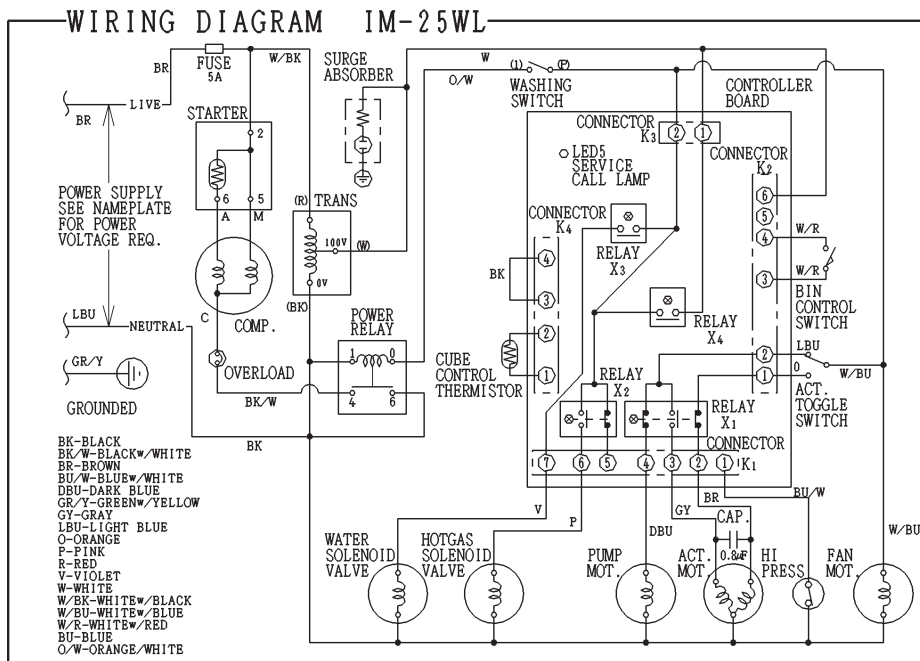 WIRING DIAGRAM IM-25WL
BR
FUSE
5A
W/BK
SURGE
ABSORBER
W
O/W
(1)
(P)
WASHING
SWITCH
CONTROLLER
BOARD
LIVE
BR
STARTER
2
6
5
A
M
POWER SUPPLY
SEE NAMEPLATE
FOR POWER
VOLTAGE REQ.
(R)
TRANS
100V
(W)
0V
(BK)
C
COMP.
LBU
NEUTRAL
GR/Y
GROUNDED
OVERLOAD
BK/W
BK
POWER
RELAY
1
0
4
6
CONNECTOR
K3
2
1
LED5
SERVICE
CALL LAMP
CONNECTOR
K2
6
5
4
3
2
1
W/R
W/R
BIN
CONTROL
SWITCH
CONNECTOR
K4
4
3
2
1
BK
CUBE
CONTROL
THERMISTOR
RELAY
X3
RELAY
X4
RELAY
X2
RELAY
X1
LBU
O
W/BU
ACT.
TOGGLE
SWITCH
CONNECTOR
K1
7
6
5
4
3
2
1
V
P
DBU
GY
BR
BU/W
W/BU
CAP.
0.8μF
WATER
SOLENOID
VALVE
HOTGAS
SOLENOID
VALVE
PUMP
MOT.
ACT.
MOT.
HI
PRESS
FAN
MOT.
BK-BLACK
BK/W-BLACKw/WHITE
BR-BROWN
BU/W-BLUEw/WHITE
DBU-DARK BLUE
GR/Y-GREENw/YELLOW
GY-GRAY
LBU-LIGHT BLUE
O-ORANGE
P-PINK
R-RED
V-VIOLET
W-WHITE
W/BK-WHITEw/BLACK
W/BU-WHITEw/BLUE
W/R-WHITEw/RED
BU-BLUE
O/W-ORANGE/WHITE